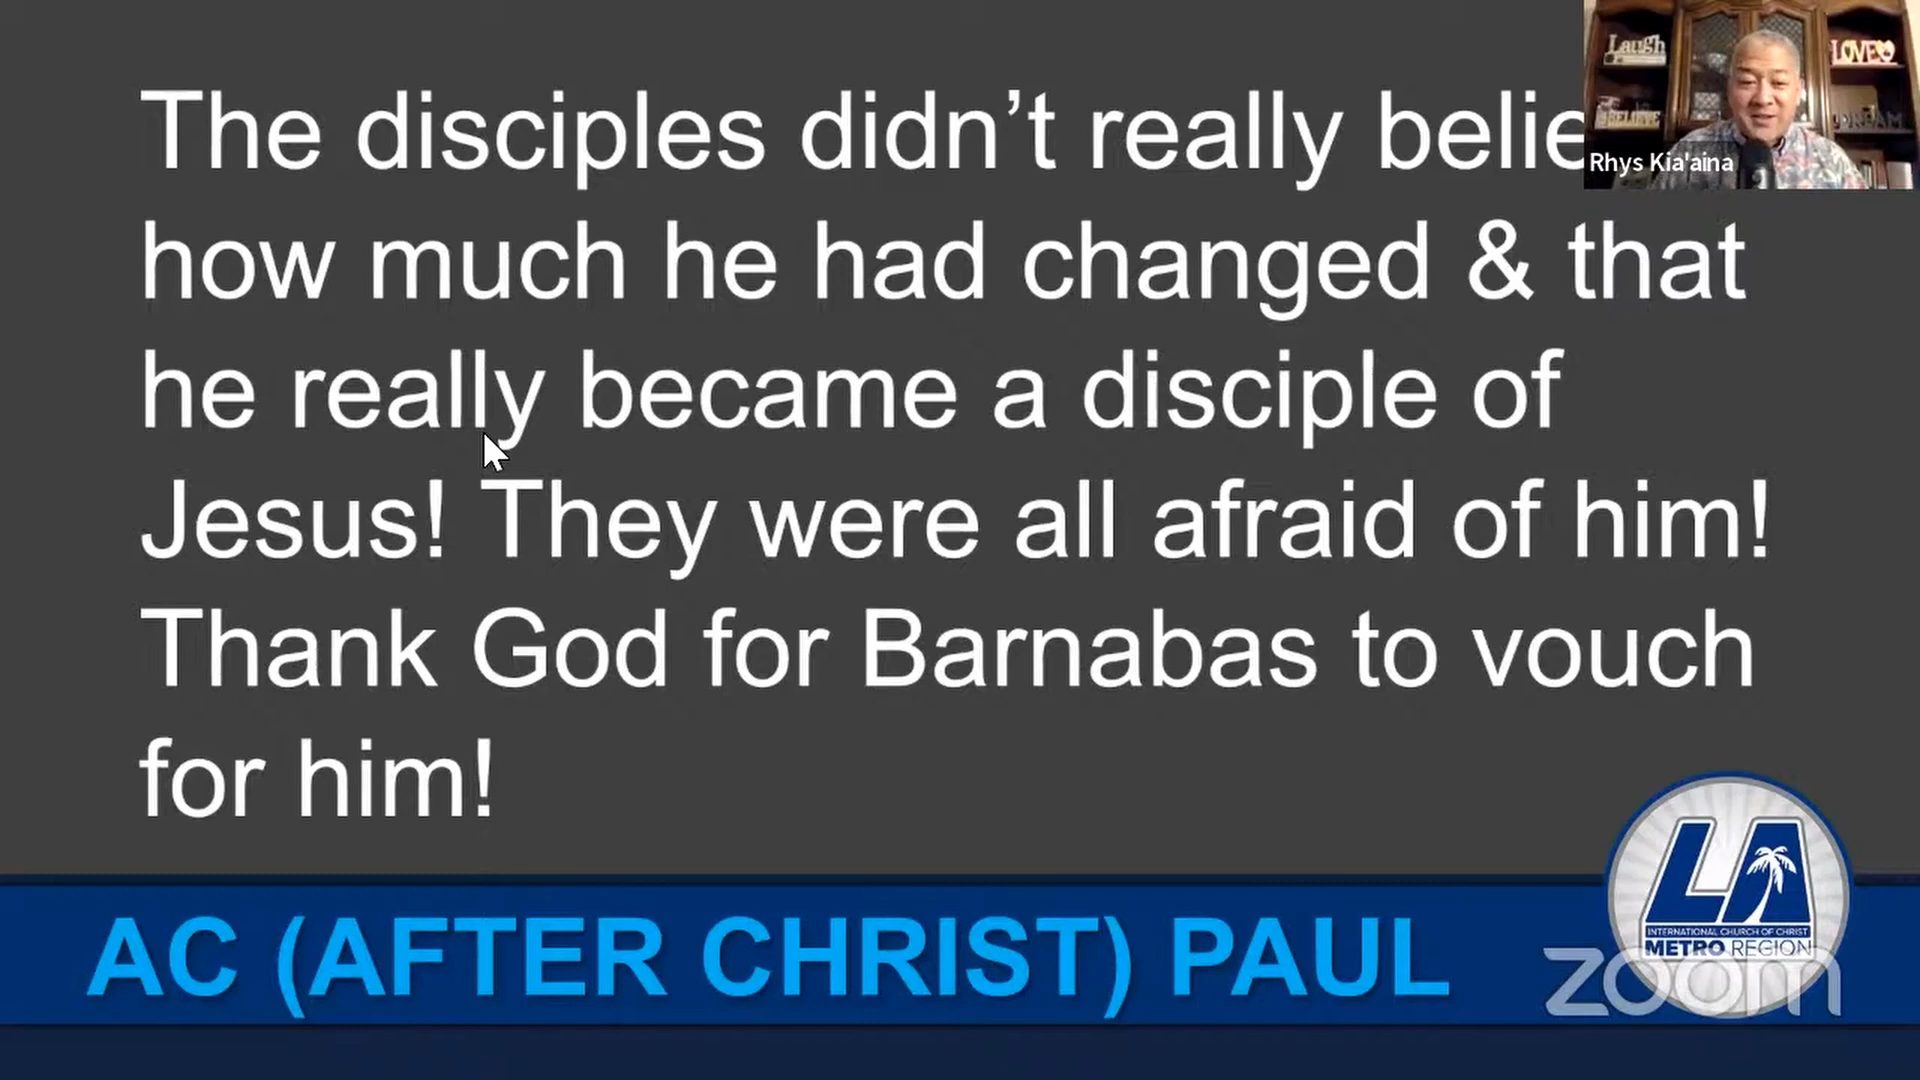 The disciples didn't really belie
how much he had changed & that
he really became a disciple of
Jesus! They were all afraid of him!
Thank God for Barnabas to vouch
for him!
AC (AFTER CHRIST) PAUL
Laugh
LOVE
BELIEVE
DREAM
Rhys Kia'aina
LA
INTERNATIONAL CHURCH OF CHRIST
METRO REGION
zoom